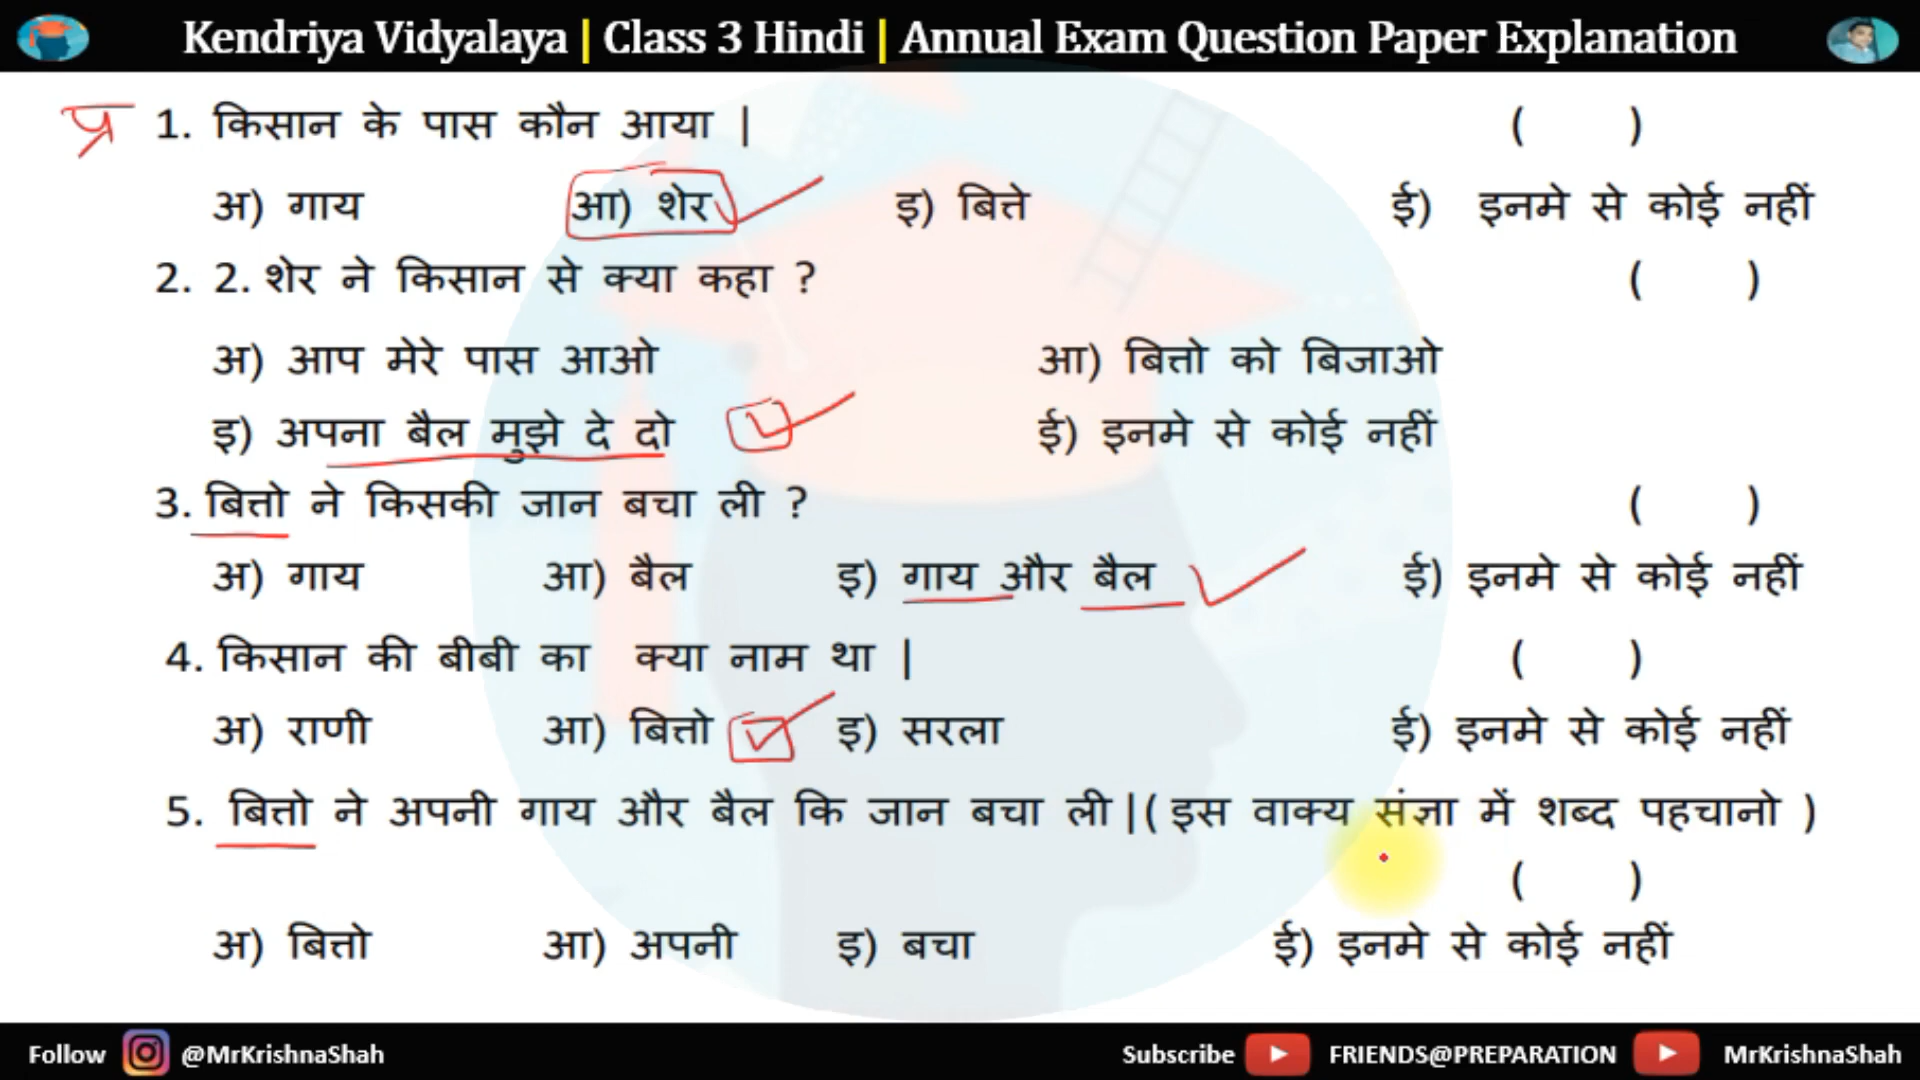 Kendriya Vidyalaya | Class 3 Hindi | Annual Exam Question Paper Explanation
प्र 1. किसान के पास कौन आया | ( )
अ) गाय आ) शेर इ) बित्ते ई) इनमे से कोई नहीं
2. 2. शेर ने किसान से क्या कहा ? ( )
अ) आप मेरे पास आओ आ) बित्तो को बिजाओ
इ) अपना बैल मुझे दे दो ई) इनमे से कोई नहीं
3. बित्तो ने किसकी जान बचा ली ? ( )
अ) गाय आ) बैल इ) गाय और बैल ई) इनमे से कोई नहीं
4. किसान की बीबी का क्या नाम था | ( )
अ) राणी आ) बित्तो इ) सरला ई) इनमे से कोई नहीं
5. बित्तो ने अपनी गाय और बैल कि जान बचा ली |( इस वाक्य संज्ञा में शब्द पहचानो )
( )
अ) बित्तो आ) अपनी इ) बचा ई) इनमे से कोई नहीं
Follow @MrKrishnaShah Subscribe FRIENDS@PREPARATION MrKrishnaShah